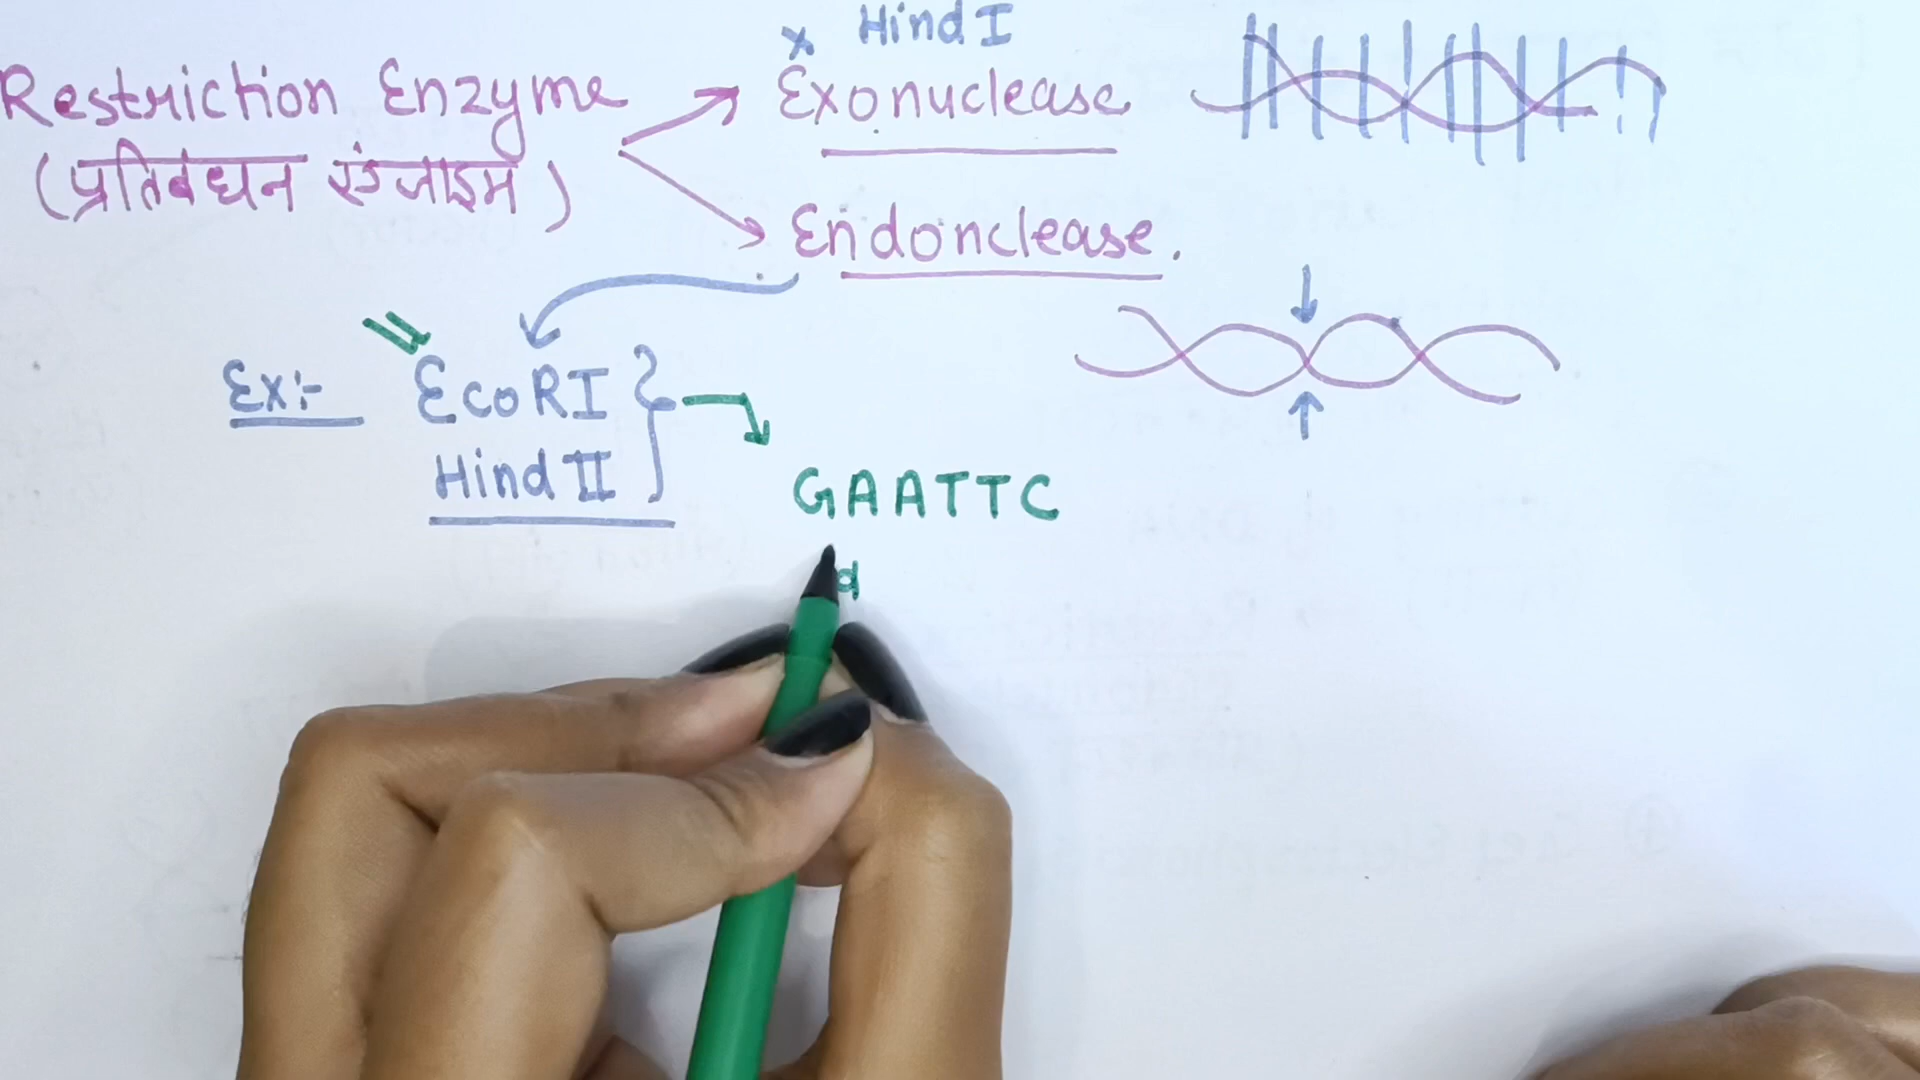 Hind I
x
Restriction Enzyme
Exonuclease
(प्रतिबंधन एंजाइम)
Endonclease.
Ex:- EcoRI
Hind II
GAATTC